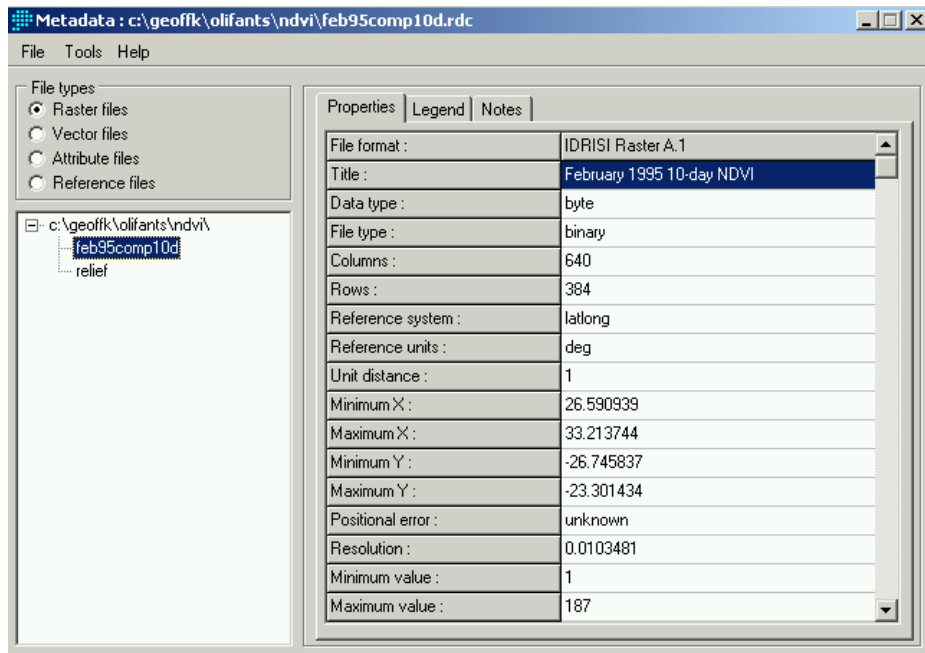 Metadata : c:\geoffk\olifants\ndvi\feb95comp10d.rdc
File Tools Help
File types
Raster files
Vector files
Attribute files
Reference files
c:\geoffk\olifants\ndvi\
feb95comp10d
relief
Properties Legend Notes
File format : IDRISI Raster A.1
Title : February 1995 10-day NDVI
Data type : byte
File type : binary
Columns : 640
Rows : 384
Reference system : latlong
Reference units : deg
Unit distance : 1
Minimum X : 26.590939
Maximum X : 33.213744
Minimum Y : -26.745837
Maximum Y : -23.301434
Positional error : unknown
Resolution : 0.0103481
Minimum value : 1
Maximum value : 187